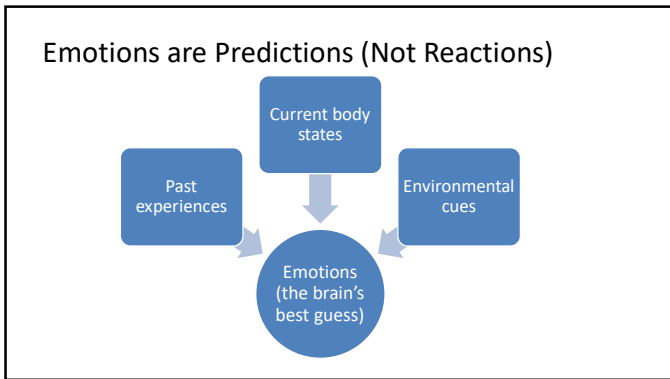 Emotions are Predictions (Not Reactions)
Current body
states
Past
experiences
Environmental
cues
Emotions
(the brain’s
best guess)